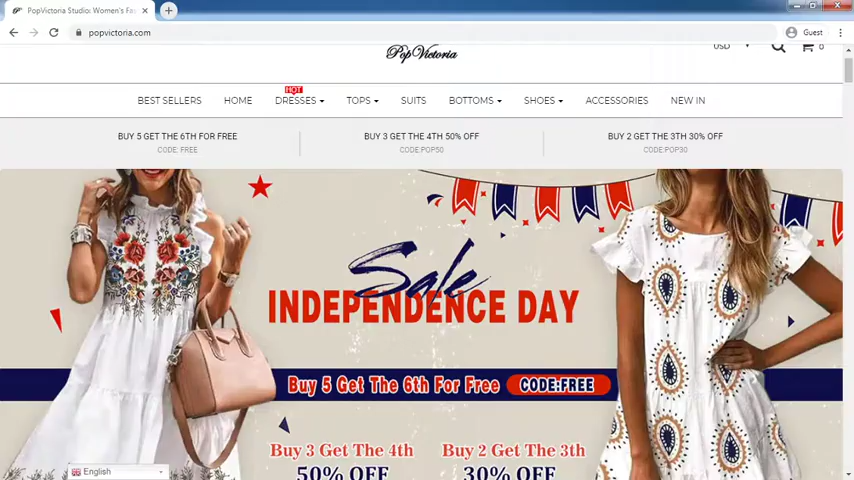 PopVictoria Studio: Women's Fa
popvictoria.com
Guest
PopVictoria
USD
0
HOT
BEST SELLERS
HOME
DRESSES
TOPS
SUITS
BOTTOMS
SHOES
ACCESSORIES
NEW IN
BUY 5 GET THE 6TH FOR FREE
CODE: FREE
BUY 3 GET THE 4TH 50% OFF
CODE:POP50
BUY 2 GET THE 3TH 30% OFF
CODE:POP30
Sale
INDEPENDENCE DAY
Buy 5 Get The 6th For Free CODE:FREE
Buy 3 Get The 4th
50% OFF
Buy 2 Get The 3th
30% OFF
English